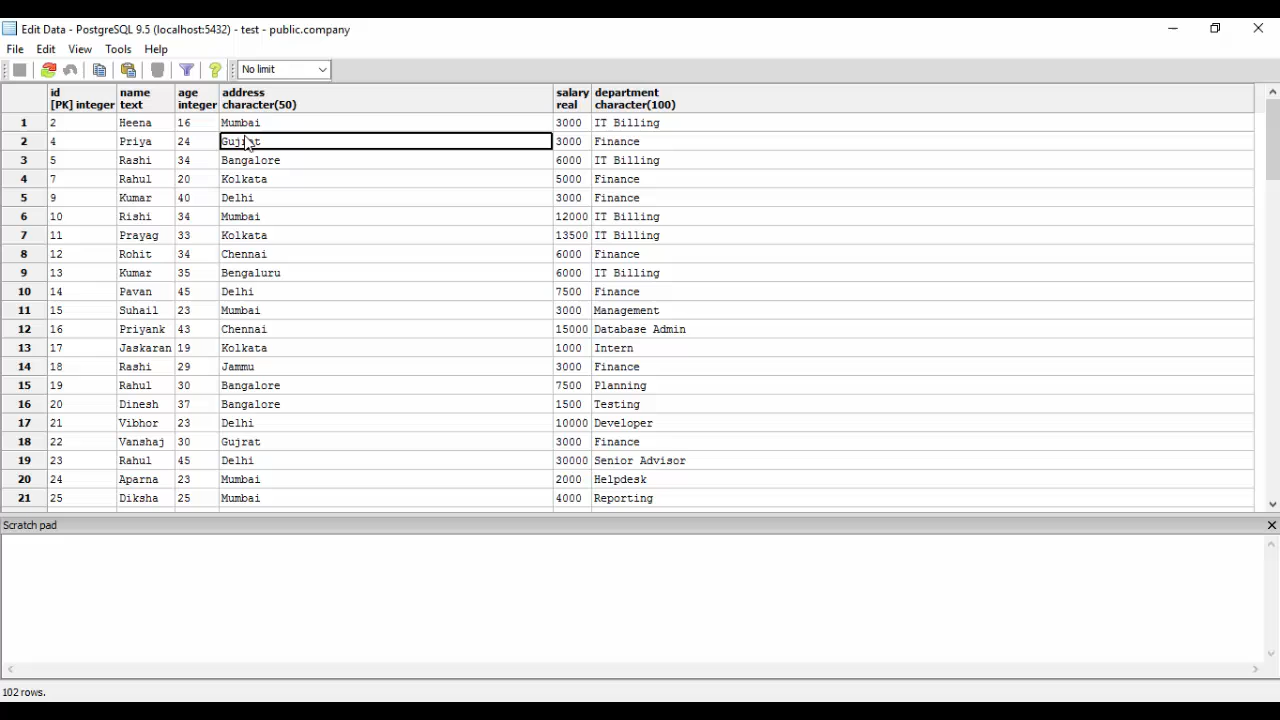 Edit Data - PostgreSQL 9.5 (localhost:5432) - test - public.company
File Edit View Tools Help
No limit
id name age address salary department
[PK] integer text integer character(50) real character(100)
1 2 Heena 16 Mumbai 3000 IT Billing
2 4 Priya 24 Gujrat 3000 Finance
3 5 Rashi 34 Bangalore 6000 IT Billing
4 7 Rahul 20 Kolkata 5000 Finance
5 9 Kumar 40 Delhi 3000 Finance
6 10 Rishi 34 Mumbai 12000 IT Billing
7 11 Prayag 33 Kolkata 13500 IT Billing
8 12 Rohit 34 Chennai 6000 Finance
9 13 Kumar 35 Bengaluru 6000 IT Billing
10 14 Pavan 45 Delhi 7500 Finance
11 15 Suhail 23 Mumbai 3000 Management
12 16 Priyank 43 Chennai 15000 Database Admin
13 17 Jaskaran 19 Kolkata 1000 Intern
14 18 Rashi 29 Jammu 3000 Finance
15 19 Rahul 30 Bangalore 7500 Planning
16 20 Dinesh 37 Bangalore 1500 Testing
17 21 Vibhor 23 Delhi 10000 Developer
18 22 Vanshaj 30 Gujrat 3000 Finance
19 23 Rahul 45 Delhi 30000 Senior Advisor
20 24 Aparna 23 Mumbai 2000 Helpdesk
21 25 Diksha 25 Mumbai 4000 Reporting
Scratch pad
102 rows.